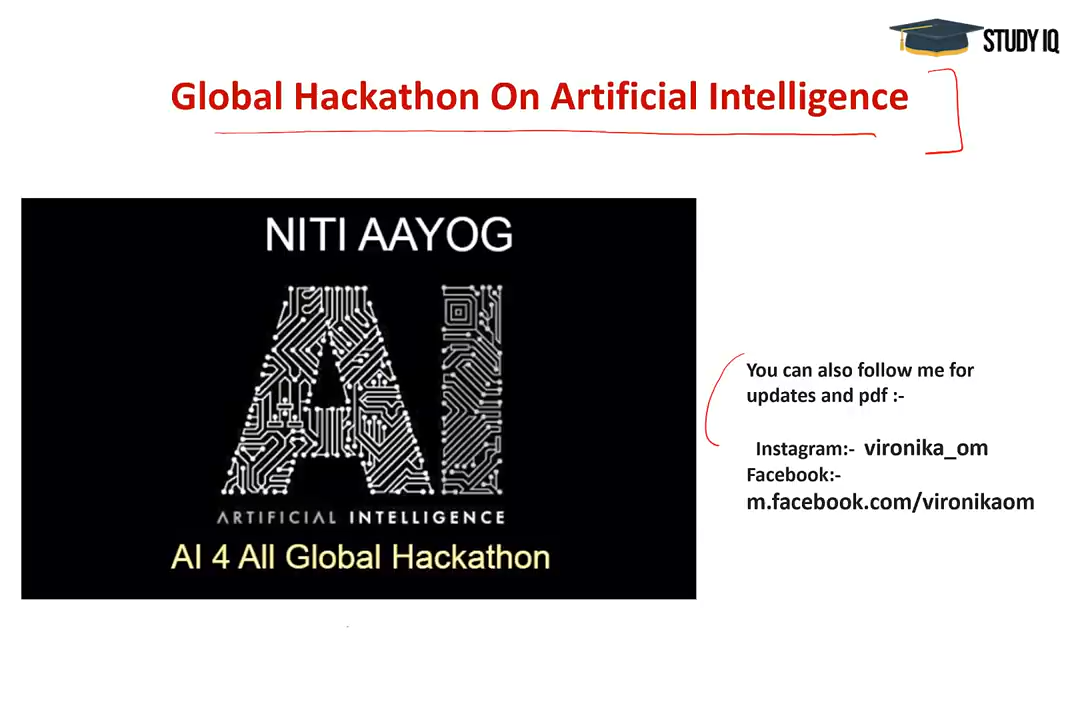 STUDY IQ
Global Hackathon On Artificial Intelligence
NITI AAYOG
AI
ARTIFICIAL INTELLIGENCE
AI 4 All Global Hackathon
You can also follow me for
updates and pdf :-
Instagram:- vironika_om
Facebook:-
m.facebook.com/vironikaom